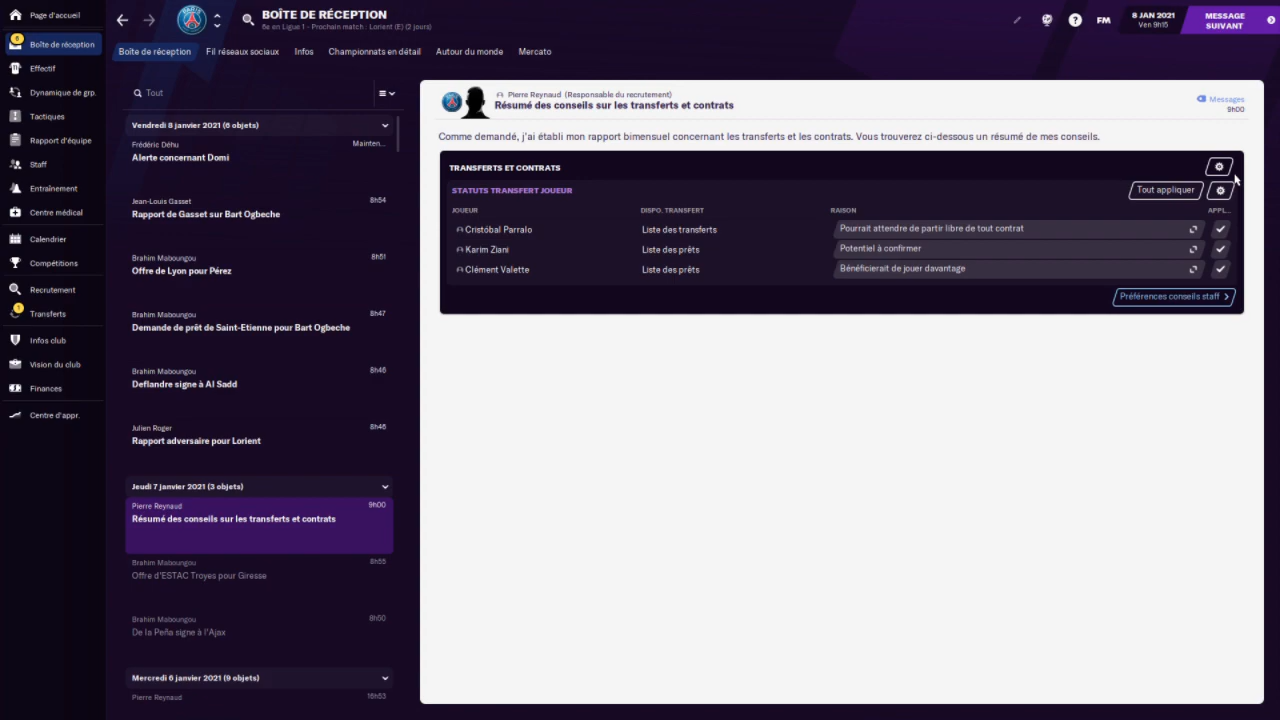 Page d'accueil
Boîte de réception
Effectif
Dynamique de grp.
Tactiques
Rapport d'équipe
Staff
Entraînement
Centre médical
Calendrier
Compétitions
Recrutement
Transferts
Infos club
Vision du club
Finances
Centre d'appr.
BOÎTE DE RÉCEPTION
6e en Ligue 1 - Prochain match : Lorient (E) (2 jours)
FM
8 JAN 2021
Ven 9h15
MESSAGE SUIVANT
Boîte de réception
Fil réseaux sociaux
Infos
Championnats en détail
Autour du monde
Mercato
Tout
Vendredi 8 janvier 2021 (6 objets)
Frédéric Déhu
Mainten...
Alerte concernant Domi
Jean-Louis Gasset
8h54
Rapport de Gasset sur Bart Ogbeche
Brahim Maboungou
8h51
Offre de Lyon pour Pérez
Brahim Maboungou
8h47
Demande de prêt de Saint-Etienne pour Bart Ogbeche
Brahim Maboungou
8h46
Deflandre signe à Al Sadd
Julien Roger
8h46
Rapport adversaire pour Lorient
Jeudi 7 janvier 2021 (3 objets)
Pierre Reynaud
9h00
Résumé des conseils sur les transferts et contrats
Brahim Maboungou
8h55
Offre d'ESTAC Troyes pour Giresse
Brahim Maboungou
8h50
De la Peña signe à l'Ajax
Mercredi 6 janvier 2021 (9 objets)
Pierre Reynaud
16h53
Pierre Reynaud (Responsable du recrutement)
Résumé des conseils sur les transferts et contrats
Messages
9h00
Comme demandé, j'ai établi mon rapport bimensuel concernant les transferts et les contrats. Vous trouverez ci-dessous un résumé de mes conseils.
TRANSFERTS ET CONTRATS
STATUTS TRANSFERT JOUEUR
Tout appliquer
JOUEUR
DISPO. TRANSFERT
RAISON
APPL...
Cristóbal Parralo
Liste des transferts
Pourrait attendre de partir libre de tout contrat
Karim Ziani
Liste des prêts
Potentiel à confirmer
Clément Valette
Liste des prêts
Bénéficierait de jouer davantage
Préférences conseils staff